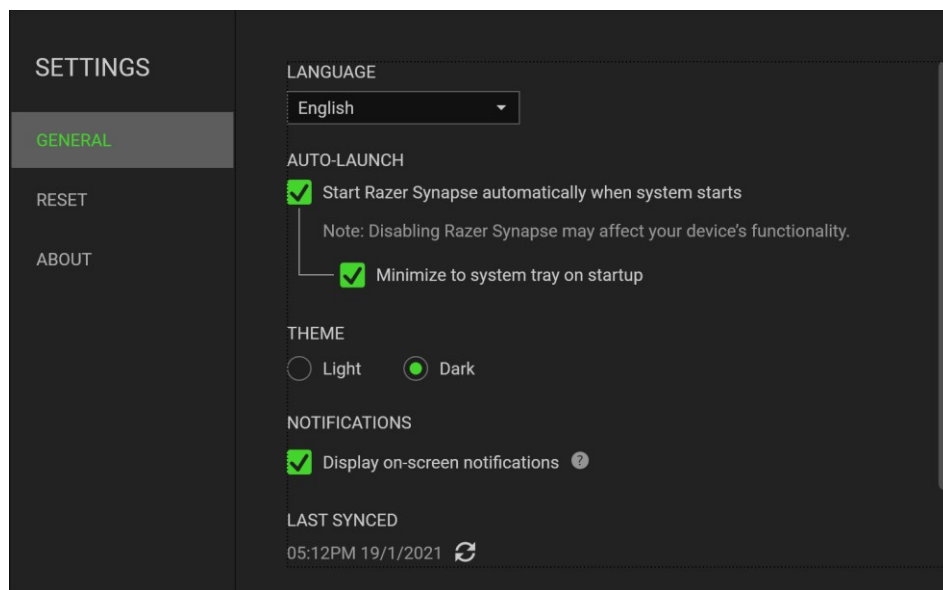 SETTINGS
GENERAL
RESET
ABOUT
LANGUAGE
English
AUTO-LAUNCH
Start Razer Synapse automatically when system starts
Note: Disabling Razer Synapse may affect your device’s functionality.
Minimize to system tray on startup
THEME
Light
Dark
NOTIFICATIONS
Display on-screen notifications ?
LAST SYNCED
05:12PM 19/1/2021